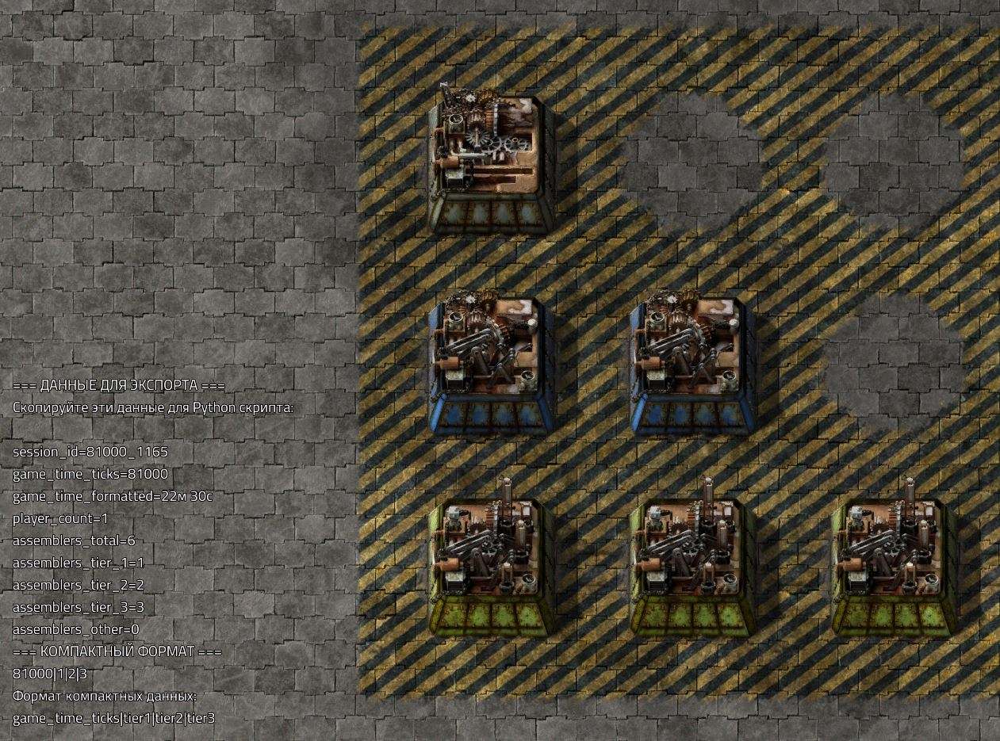 === ДАННЫЕ ДЛЯ ЭКСПОРТА ===
Скопируйте эти данные для Python скрипта:
session_id=81000_1165
game_time_ticks=81000
game_time_formatted=22м 30с
player_count=1
assemblers_total=6
assemblers_tier_1=1
assemblers_tier_2=2
assemblers_tier_3=3
assemblers_other=0
=== КОМПАКТНЫЙ ФОРМАТ ===
81000|1|2|3
Формат компактных данных:
game_time_ticks|tier1|tier2|tier3